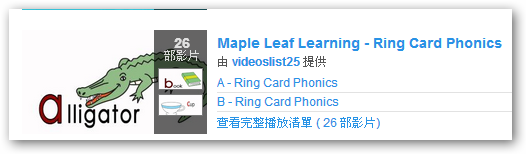 alligator
26
部影片
book
Cup
Maple Leaf Learning - Ring Card Phonics
由 videoslist25 提供
A - Ring Card Phonics
B - Ring Card Phonics
查看完整播放清單 ( 26 部影片)